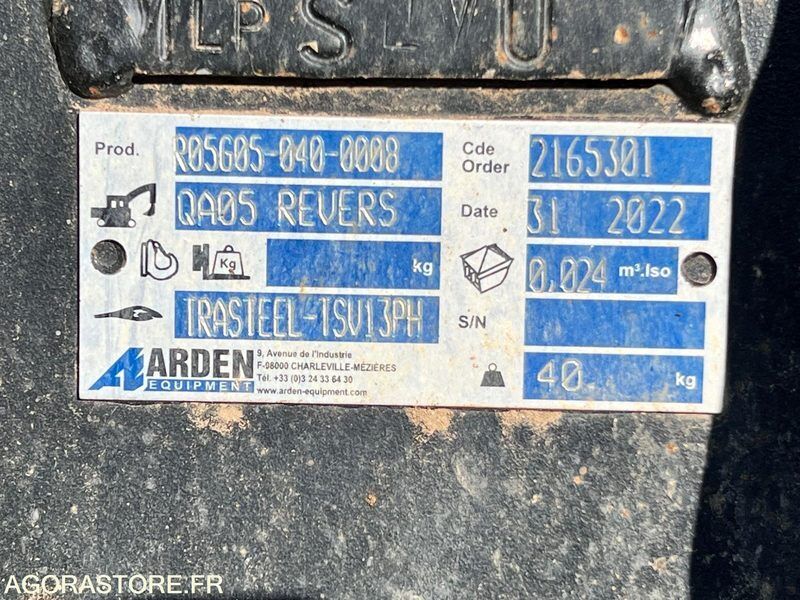 Prod. R05G05-040-0008
Cde Order 2165301
QA05 REVERS
Date 31 2022
Kg kg
0,024 m³.Iso
TRASTEEL-TSV13PH
S/N
ARDEN EQUIPMENT
9, Avenue de l'Industrie
F-08000 CHARLEVILLE-MÉZIÈRES
Tél. +33 (0)3 24 33 64 30
www.arden-equipment.com
40 kg
AGORASTORE.FR